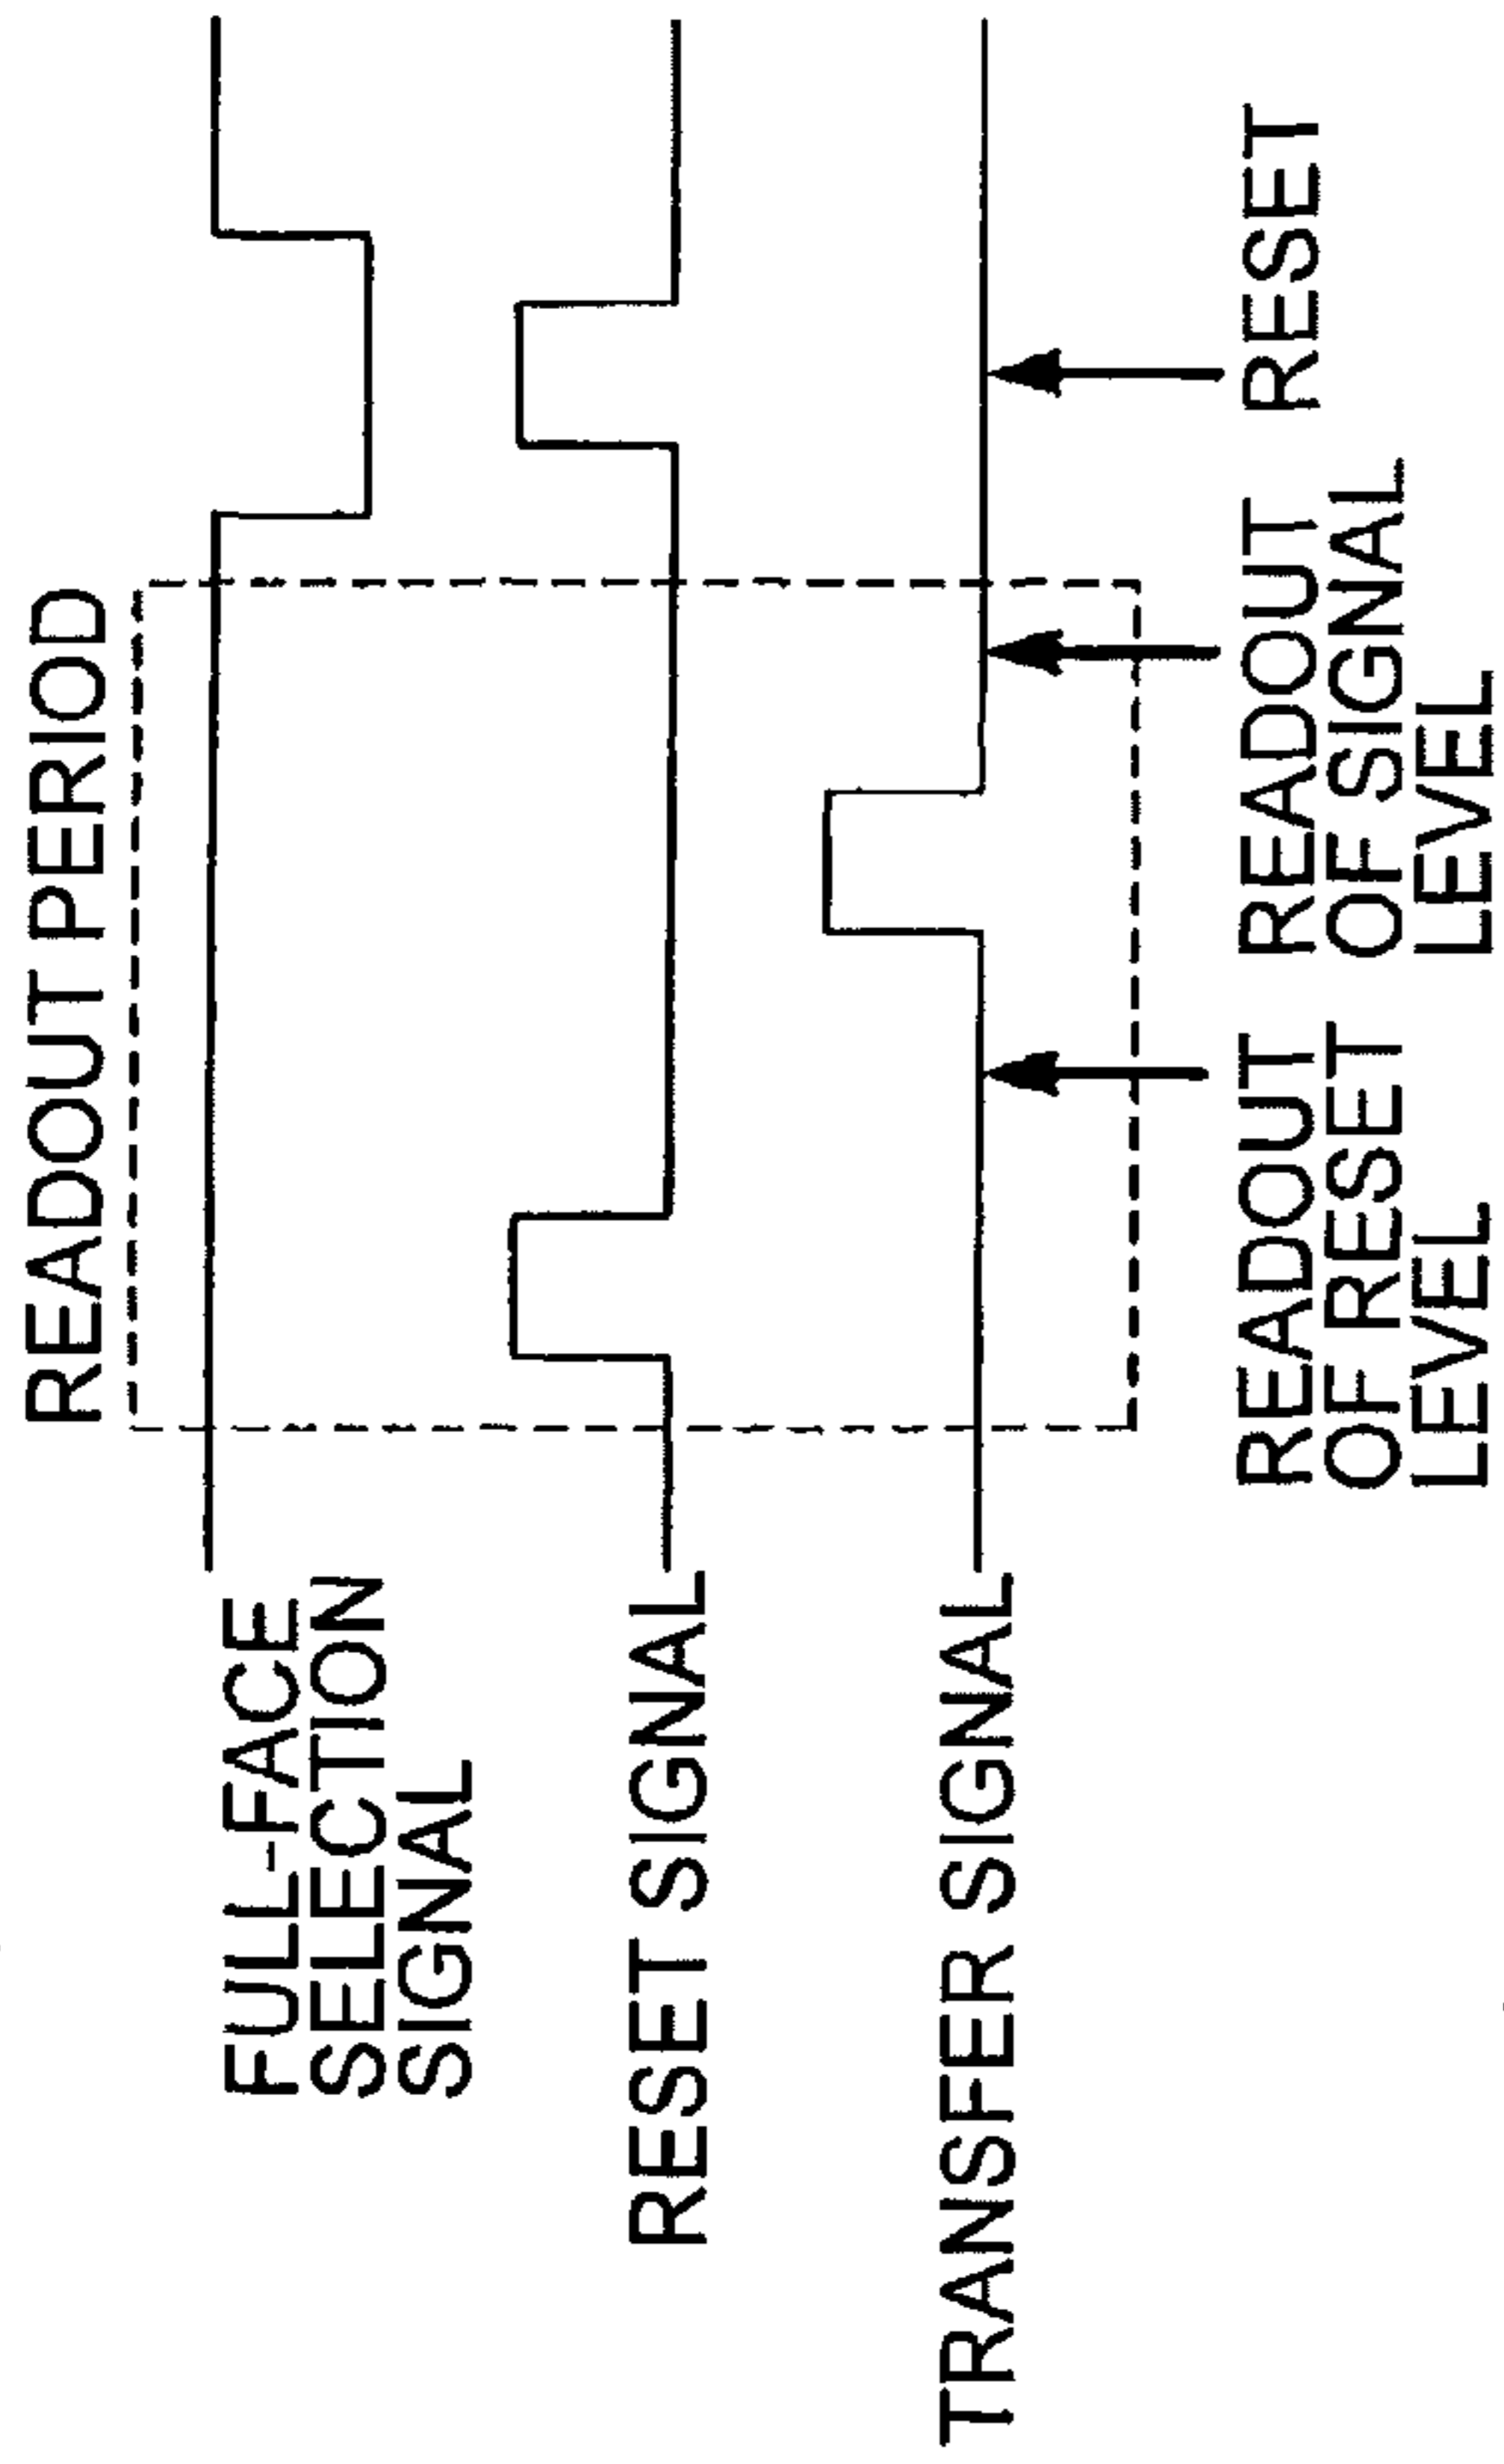 READOUT PERIOD
FULL-FACE
SELECTION
SIGNAL
RESET SIGNAL
TRANSFER SIGNAL
READOUT
OF RESET
LEVEL
READOUT
OF SIGNAL
LEVEL
RESET